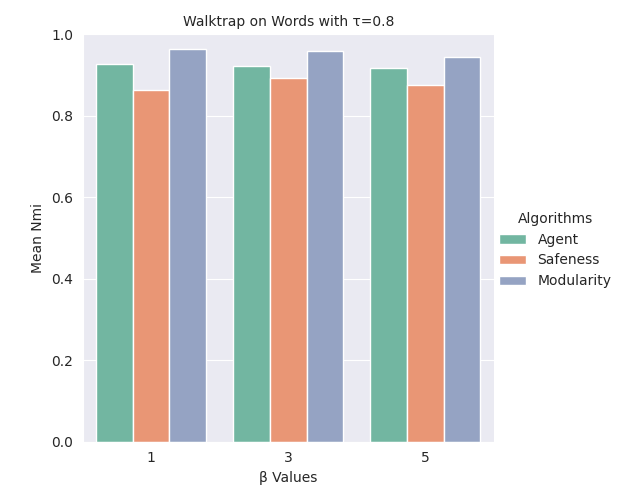 Walktrap on Words with τ=0.8
1.0
0.8
0.6
0.4
0.2
0.0
Mean Nmi
1 3 5
β Values
Algorithms
Agent
Safeness
Modularity